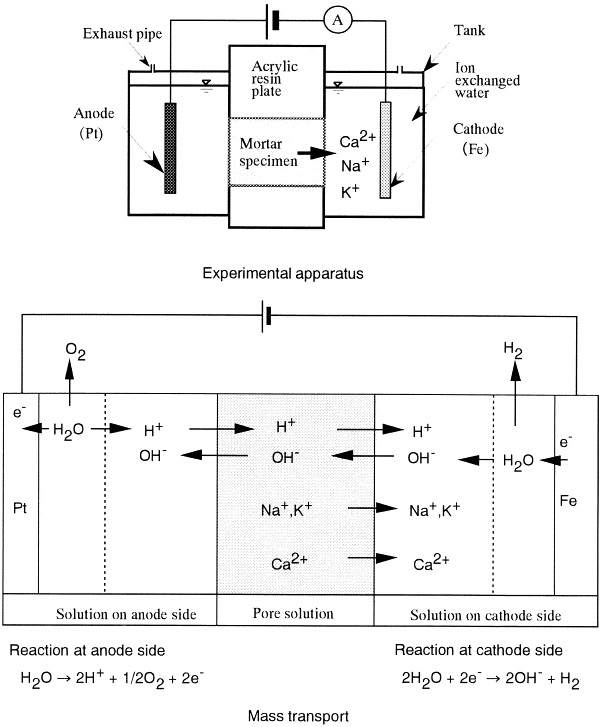 A
Exhaust pipe
Tank
Acrylic
resin
plate
Ion
exchanged
water
Anode
(Pt)
Mortar
specimen
Ca2+
Na+
K+
Cathode
(Fe)
Experimental apparatus
O2
H2
e-
H2O
H+
H+
H+
OH-
OH-
OH-
H2O
e-
Pt
Na+,K+
Na+,K+
Fe
Ca2+
Ca2+
Solution on anode side
Pore solution
Solution on cathode side
Reaction at anode side
Reaction at cathode side
H2O → 2H+ + 1/2O2 + 2e-
2H2O + 2e- → 2OH- + H2
Mass transport